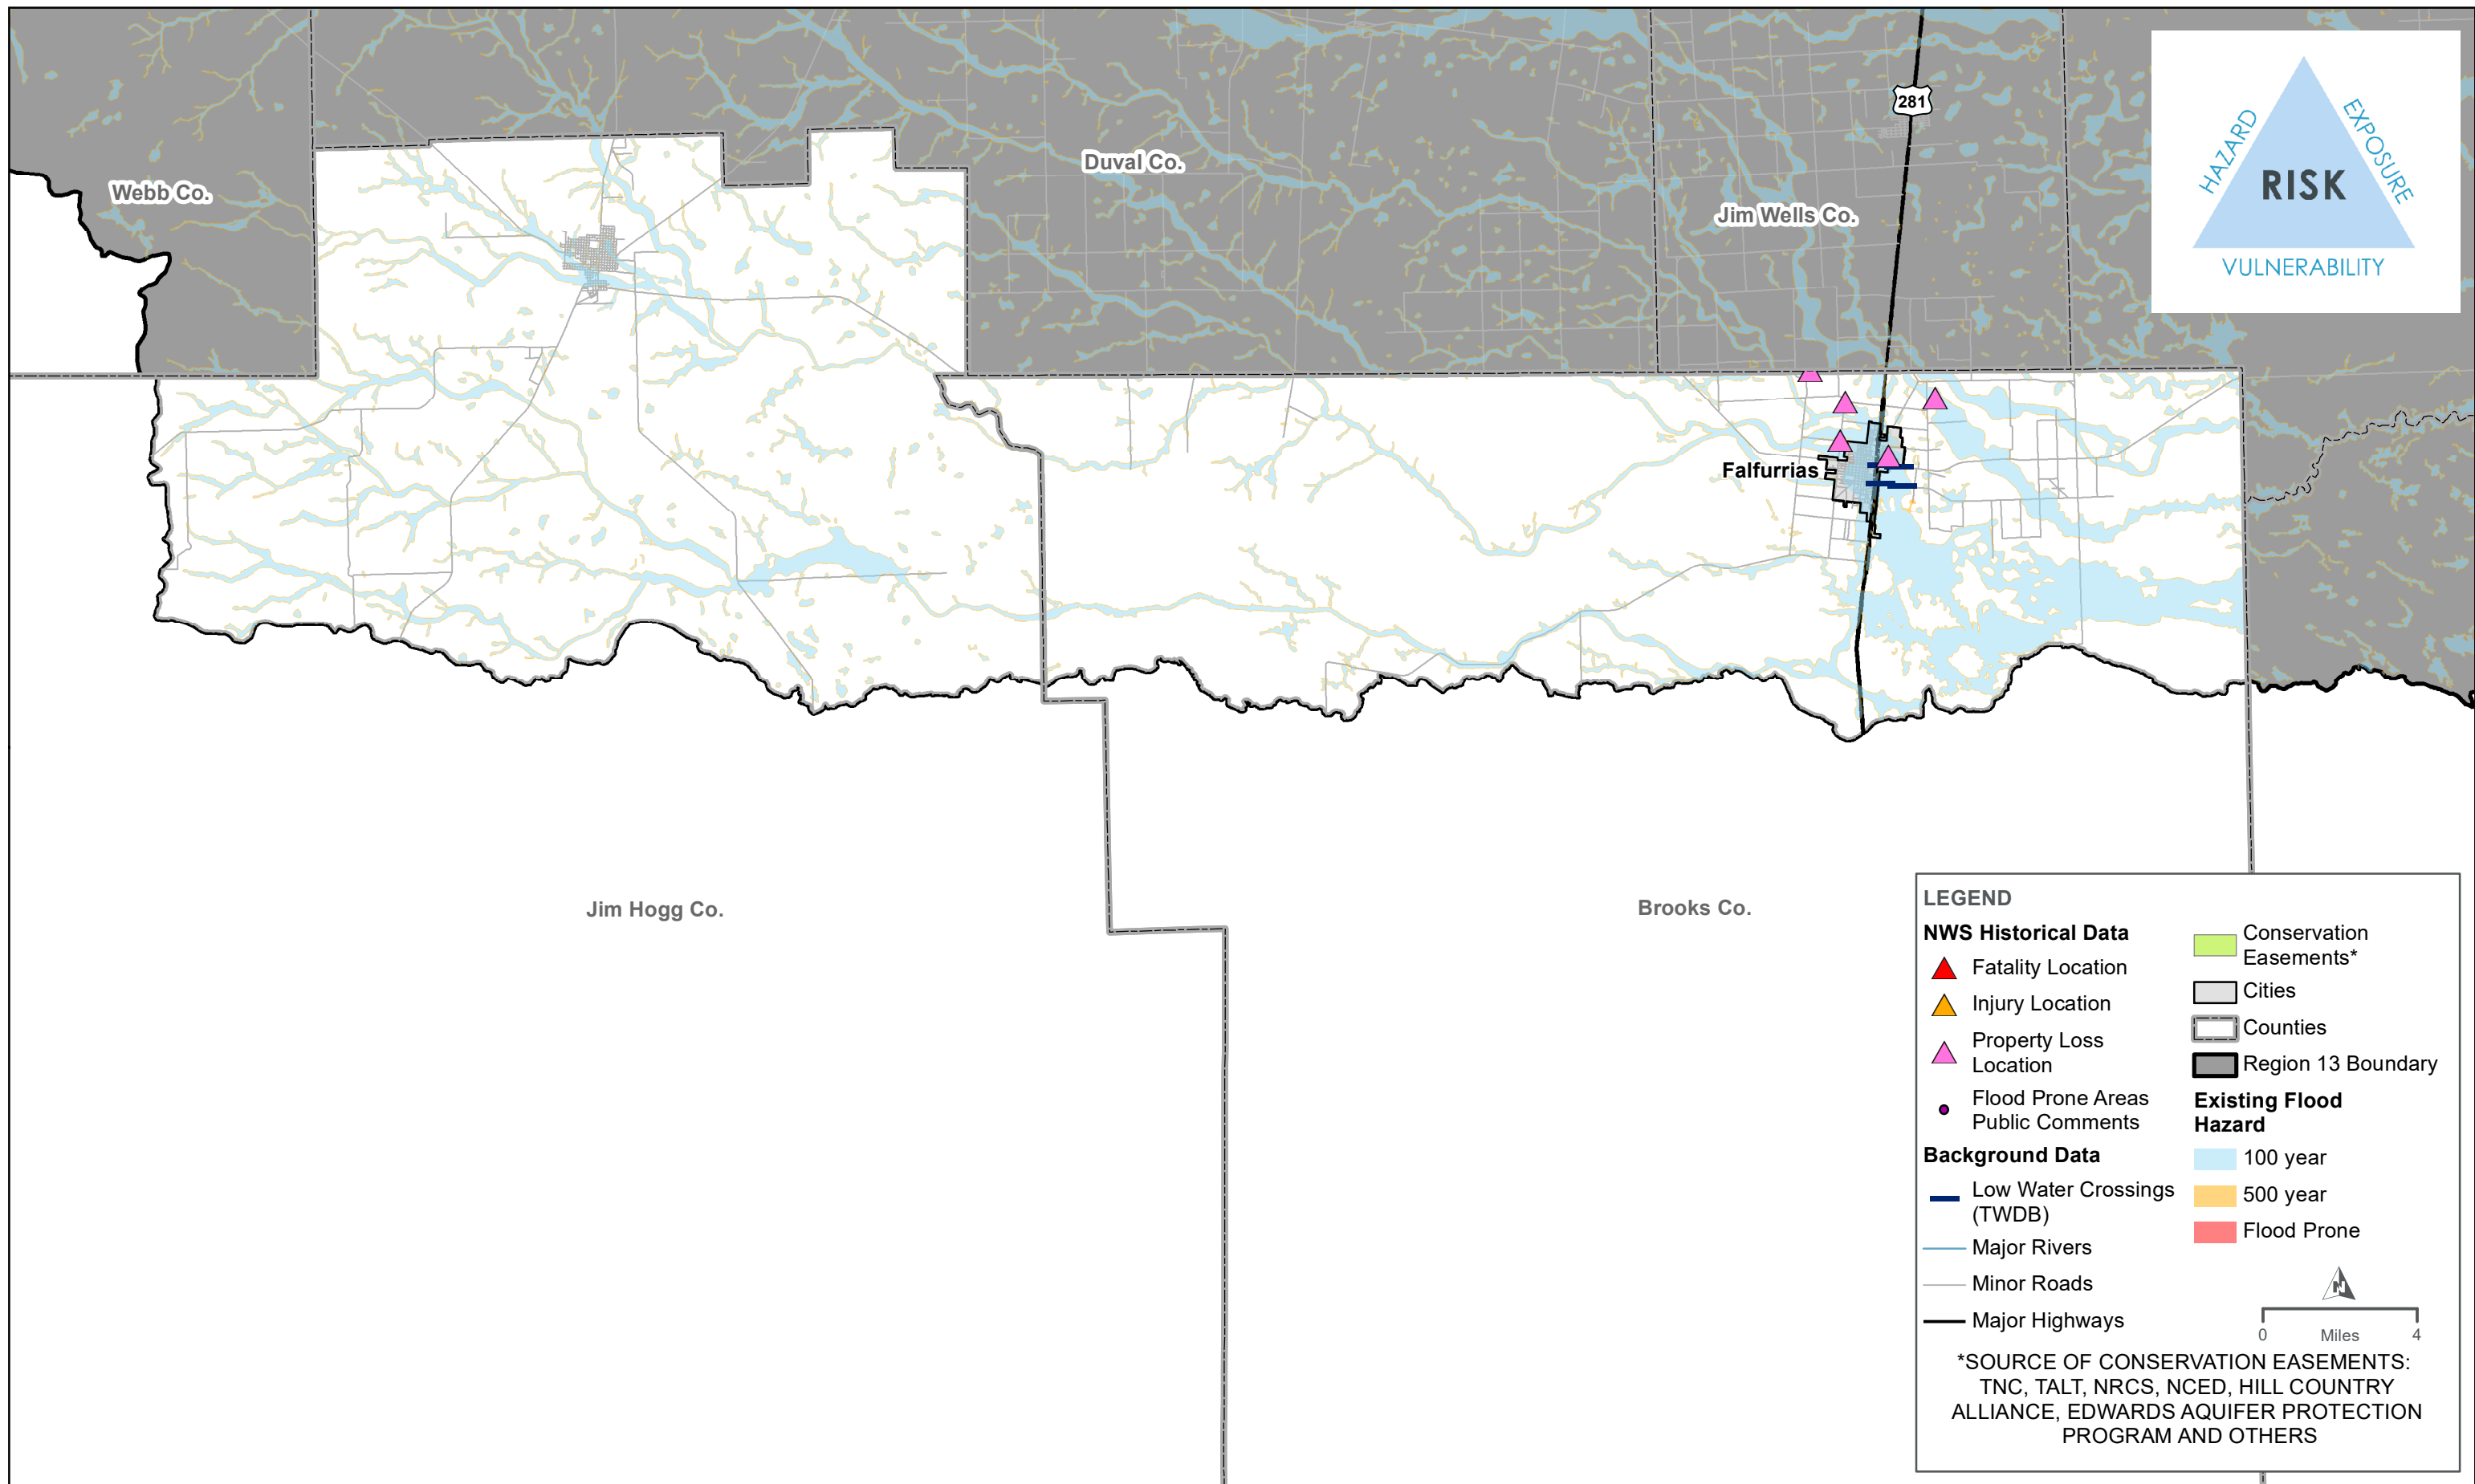 281
HAZARD
EXPOSURE
RISK
VULNERABILITY
Webb Co.
Duval Co.
Jim Wells Co.
Falfurrias
Jim Hogg Co.
Brooks Co.
LEGEND
NWS Historical Data
Fatality Location
Injury Location
Property Loss
Location
Flood Prone Areas
Public Comments
Background Data
Low Water Crossings
(TWDB)
Major Rivers
Minor Roads
Major Highways
Conservation
Easements*
Cities
Counties
Region 13 Boundary
Existing Flood
Hazard
100 year
500 year
Flood Prone
N
0 Miles 4
*SOURCE OF CONSERVATION EASEMENTS:
TNC, TALT, NRCS, NCED, HILL COUNTRY
ALLIANCE, EDWARDS AQUIFER PROTECTION
PROGRAM AND OTHERS